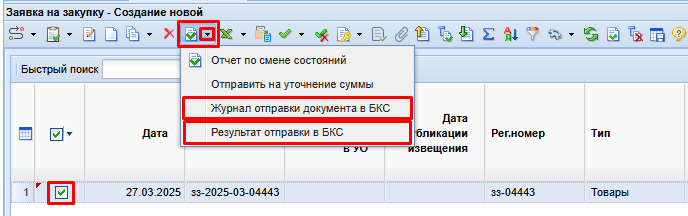 Заявка на закупку - Создание новой
Быстрый поиск
Отчет по смене состояний
Отправить на уточнение суммы
Журнал отправки документа в БКС
Результат отправки в БКС
Дата
в УО
Дата
бликации
извещения
Рег.номер
Тип
1 27.03.2025 зз-2025-03-04443 зз-04443 Товары